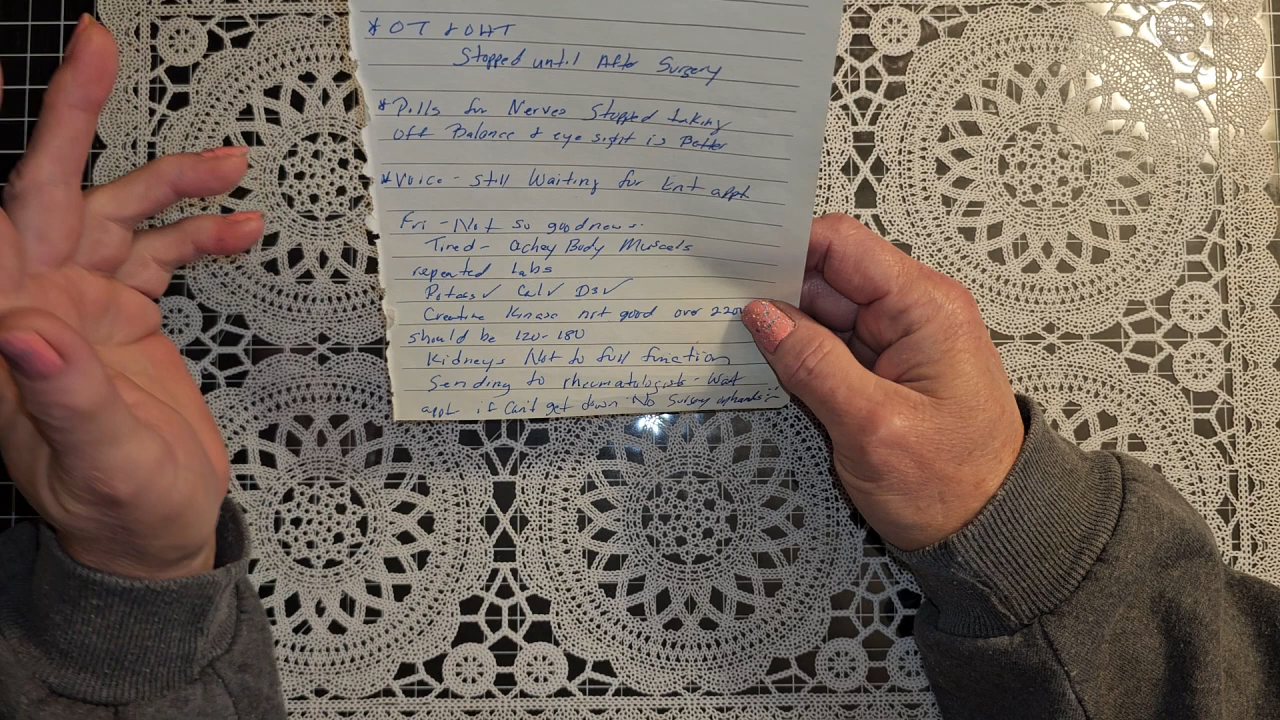 * OT & OHT
Stopped until After Surgery
* Pills for Nerves Stopped taking
Off Balance & eye sight is Better
* Voice - Still Waiting for Ent appt
Fri - Not so good news.
Tired - achey Body Muscels
repeated labs
Potass✓ Cal✓ D3✓
Kinase not good over 220
should be 120-180
Kidneys Not to full function
Sending to rheumatologists - Wait
appt if Can't get down No Surgery